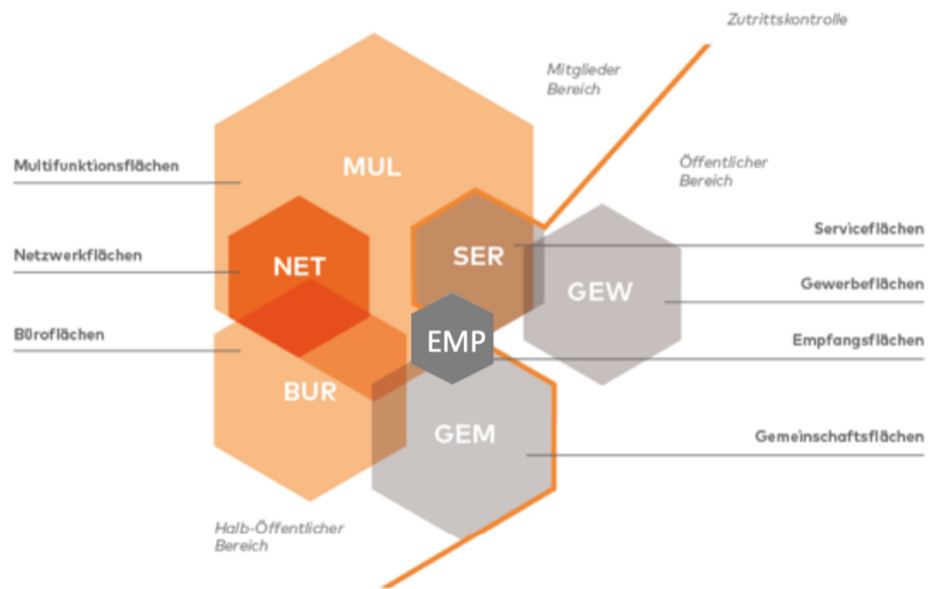 Zutrittskontrolle
Mitglieder
Bereich
Öffentlicher
Bereich
Multifunktionsflächen
Netzwerkflächen
Büroflächen
MUL
NET
SER
GEW
EMP
BUR
GEM
Serviceflächen
Gewerbeflächen
Empfangsflächen
Gemeinschaftsflächen
Halb-Öffentlicher
Bereich